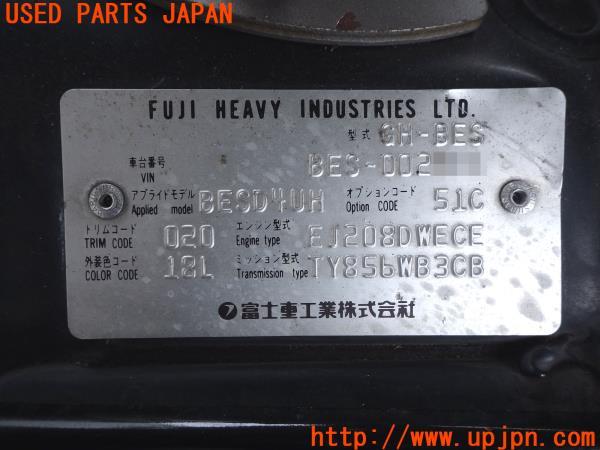 USED PARTS JAPAN
FUJI HEAVY INDUSTRIES LTD.
型式 GH-BES
車台番号 VIN BES-002
アプライドモデル Applied model BESD4UH オプションコード Option CODE 51C
トリムコード TRIM CODE 020 エンジン型式 Engine type EJ208DWECE
外装色コード COLOR CODE 18L ミッション型式 Transmission type TY856WB3CB
富士重工業株式会社
http://www.upjpn.com/